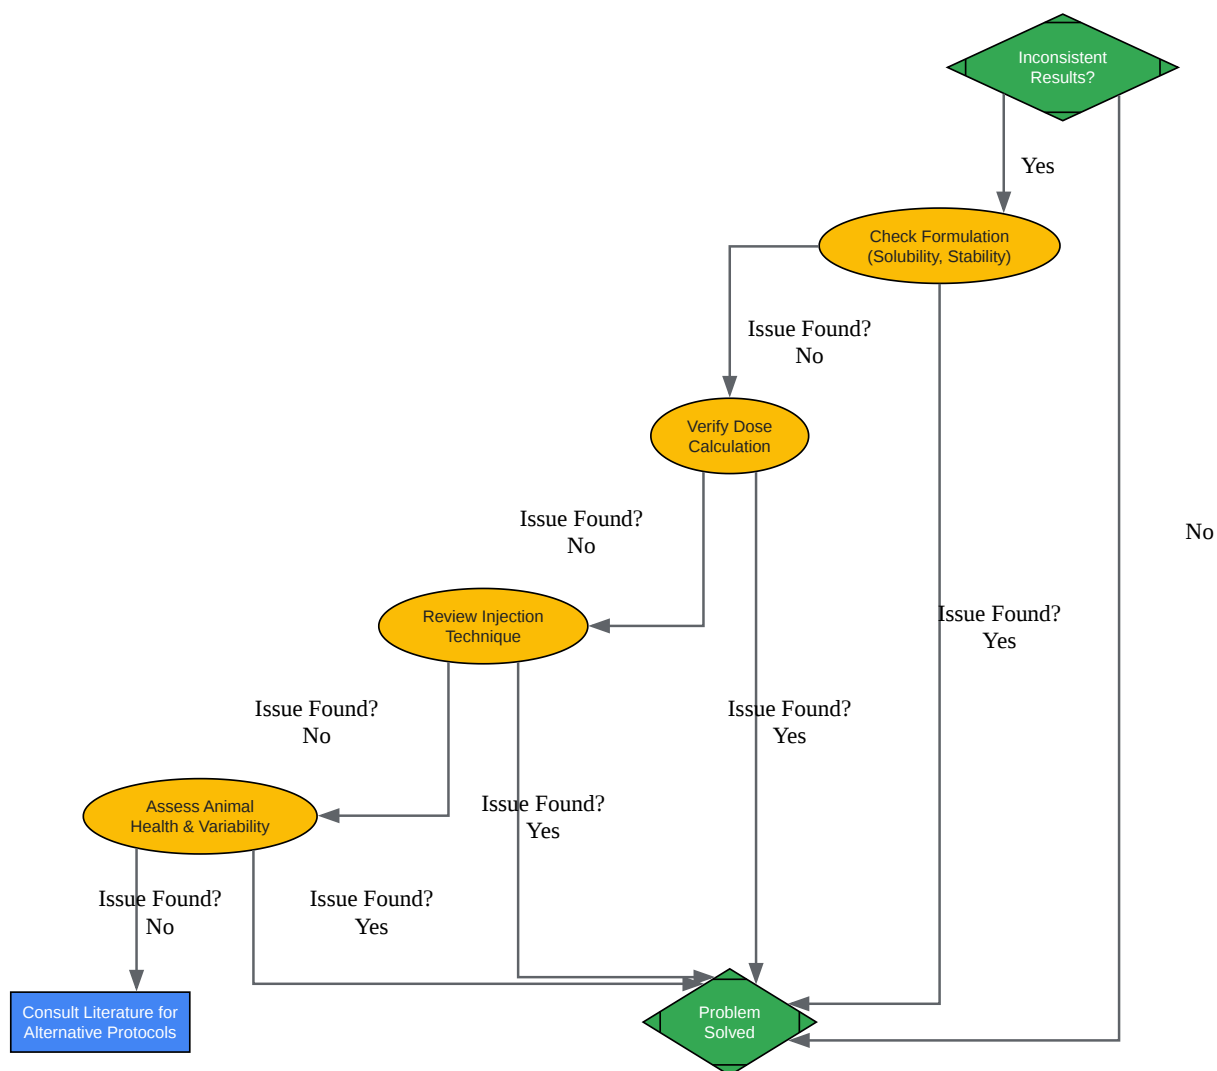 Inconsistent
Results?
Yes
Check Formulation
(Solubility, Stability)
Issue Found?
No
Verify Dose
Calculation
Issue Found?
No
No
Review Injection
Technique
Issue Found?
Yes
Issue Found?
No
Issue Found?
Yes
Assess Animal
Health & Variability
Issue Found?
Yes
Issue Found?
No
Issue Found?
Yes
Consult Literature for
Alternative Protocols
Problem
Solved